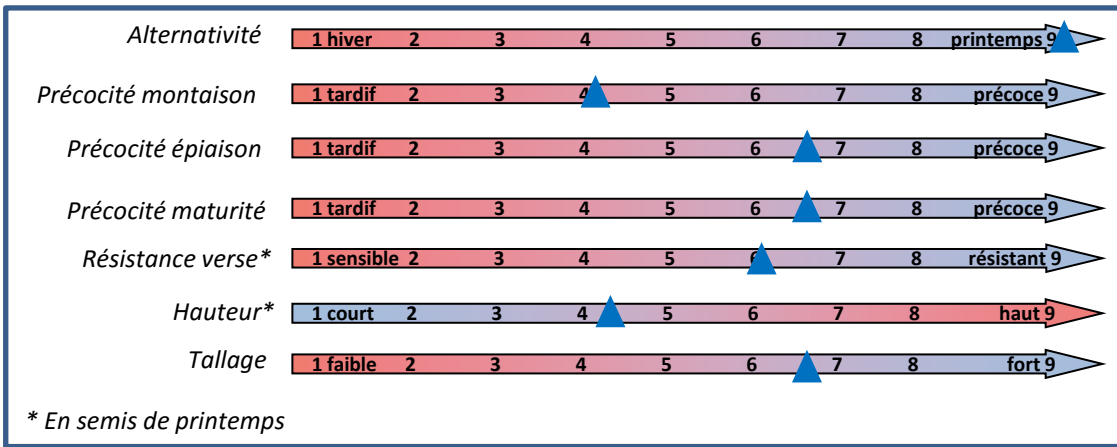 Alternativité 1 hiver 2 3 4 5 6 7 8 printemps 9
Précocité montaison 1 tardif 2 3 4 5 6 7 8 précoce 9
Précocité épiaison 1 tardif 2 3 4 5 6 7 8 précoce 9
Précocité maturité 1 tardif 2 3 4 5 6 7 8 précoce 9
Résistance verse* 1 sensible 2 3 4 5 6 7 8 résistant 9
Hauteur* 1 court 2 3 4 5 6 7 8 haut 9
Tallage 1 faible 2 3 4 5 6 7 8 fort 9
* En semis de printemps